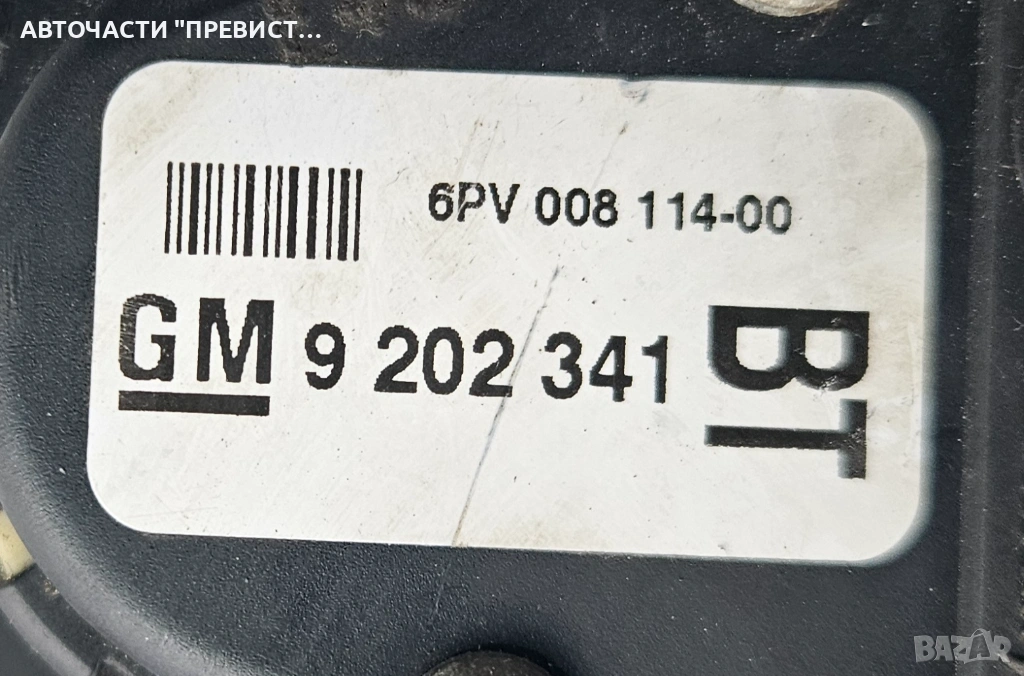 АВТОЧАСТИ "ПРЕВИСТ...
6PV 008 114-00
GM 9 202 341
BT
BAZAR